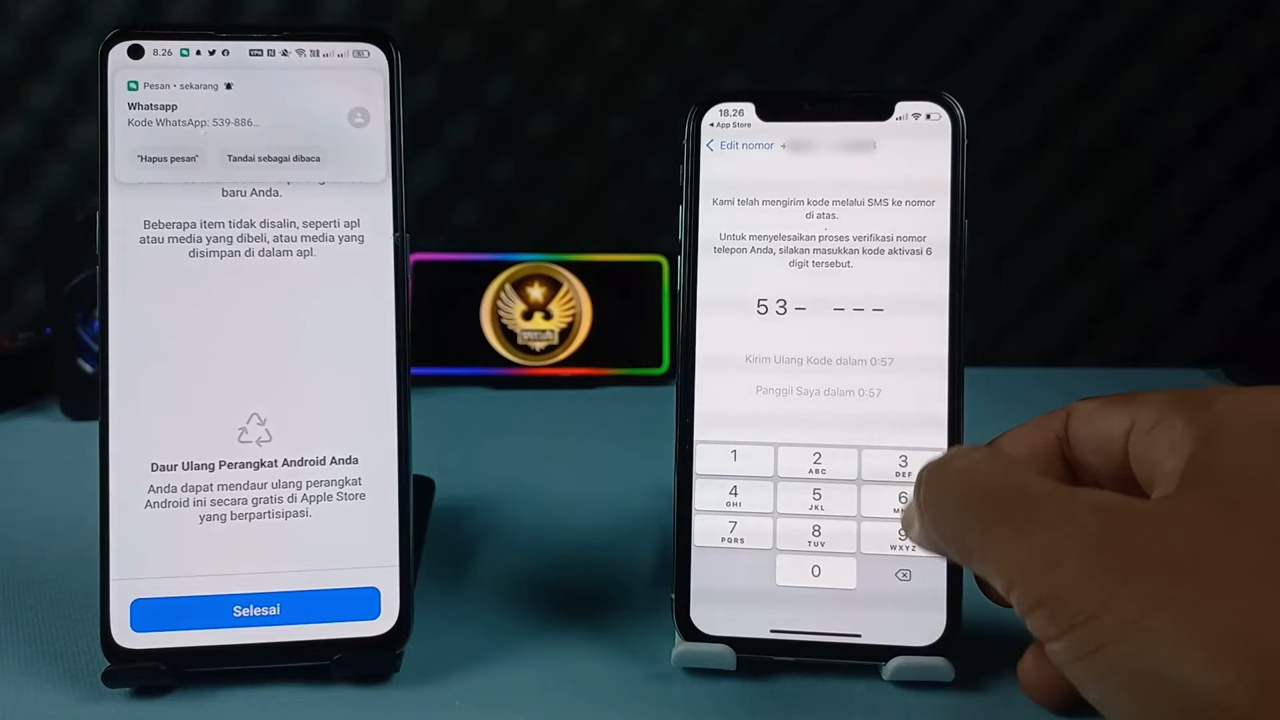 8.26
Pesan • sekarang
Whatsapp
Kode WhatsApp: 539-886...
"Hapus pesan"
Tandai sebagai dibaca
baru Anda.
Beberapa item tidak disalin, seperti apl
atau media yang dibeli, atau media yang
disimpan di dalam apl.
Daur Ulang Perangkat Android Anda
Anda dapat mendaur ulang perangkat
Android ini secara gratis di Apple Store
yang berpartisipasi.
Selesai
18.26
App Store
Edit nomor
Kami telah mengirim kode melalui SMS ke nomor
di atas.
Untuk menyelesaikan proses verifikasi nomor
telepon Anda, silakan masukkan kode aktivasi 6
digit tersebut.
53– –––
Kirim Ulang Kode dalam 0:57
Panggil Saya dalam 0:57
1
2 ABC
3 DEF
4 GHI
5 JKL
6
7 PQRS
8 TUV
9 WXYZ
0